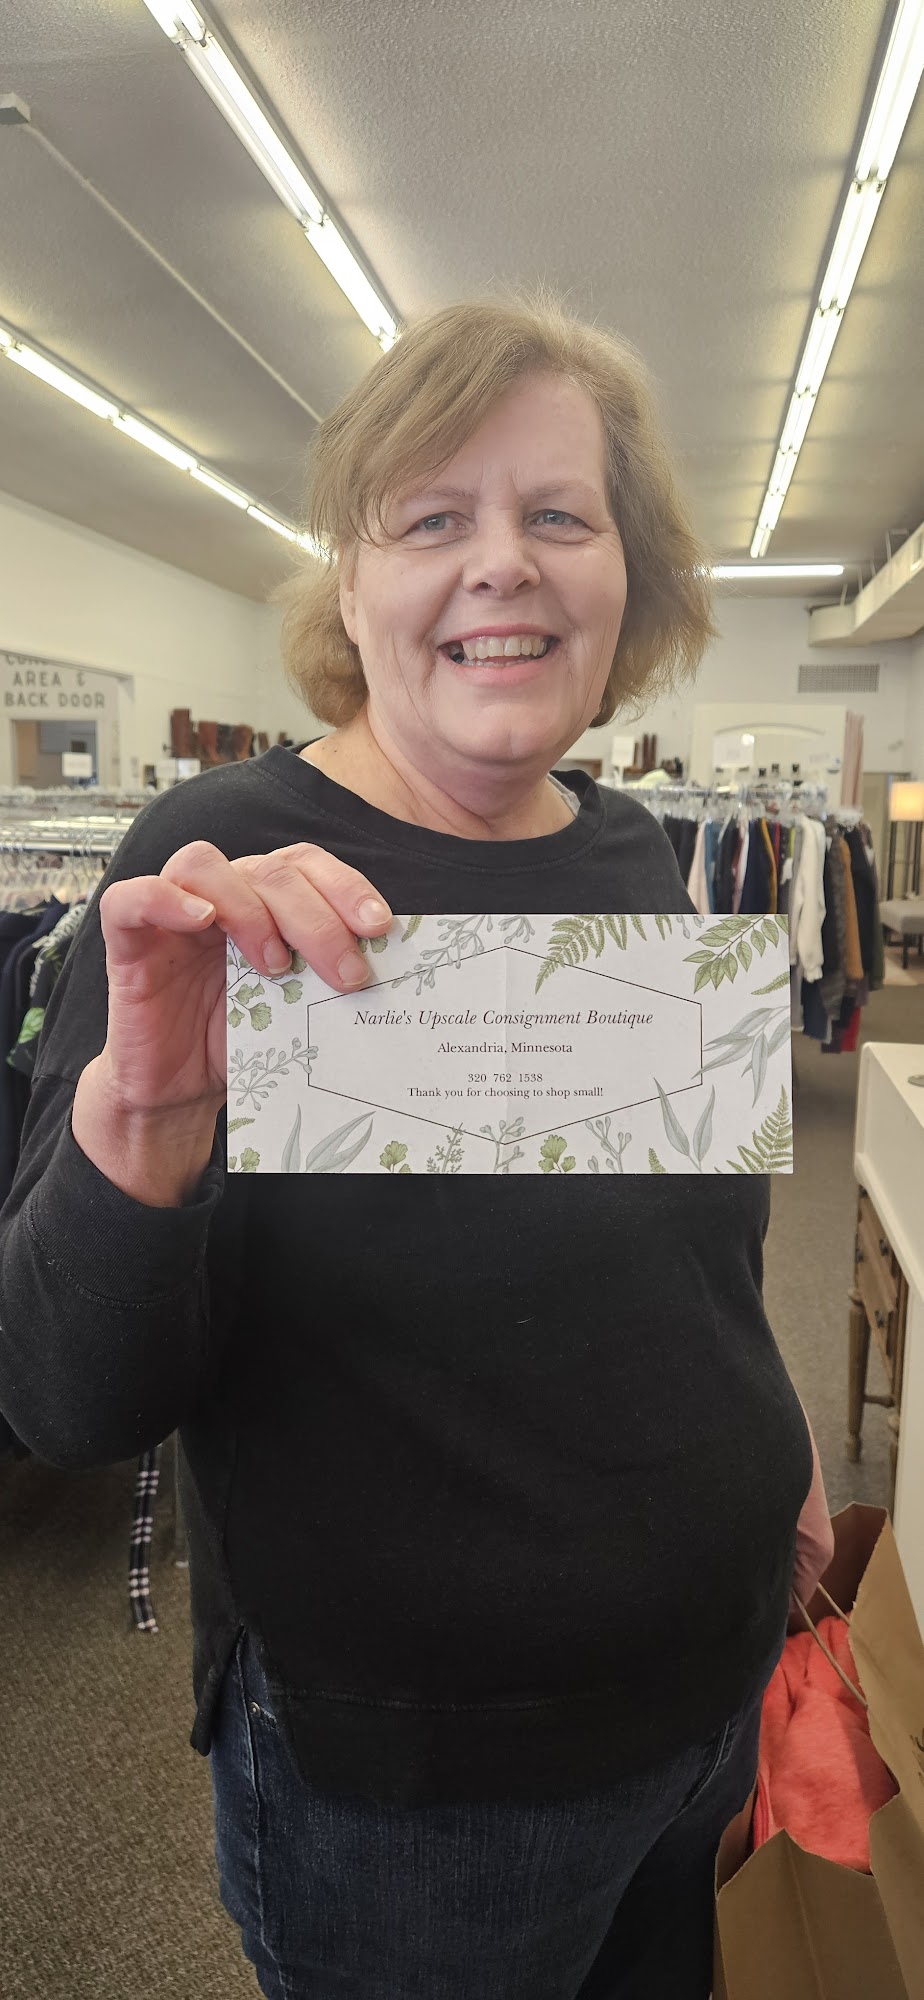 AREA &
BACK DOOR
Narlie's Upscale Consignment Boutique
Alexandria, Minnesota
320 762 1538
Thank you for choosing to shop small!